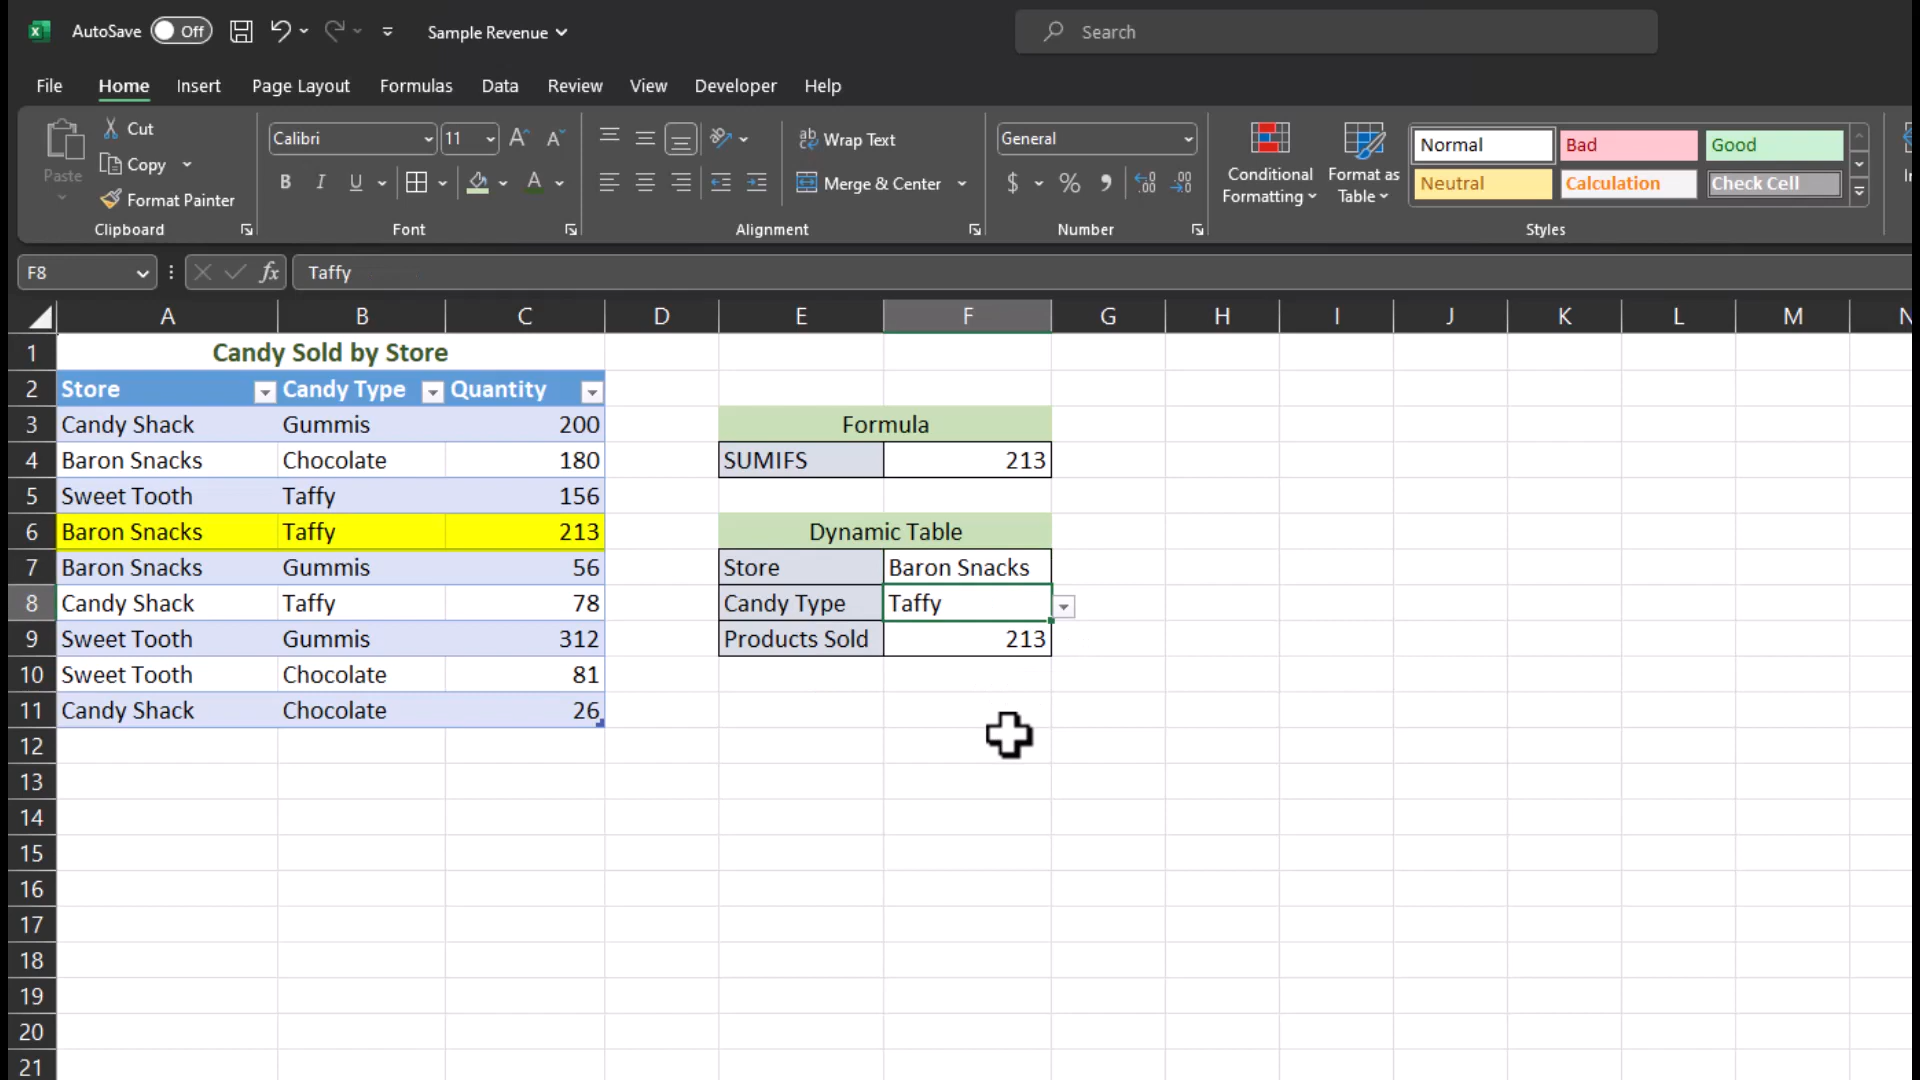 AutoSave Off Sample Revenue Search
File Home Insert Page Layout Formulas Data Review View Developer Help
Paste
Cut
Copy
Format Painter
Clipboard
Calibri 11
B I U A
Font
ab Wrap Text
Merge & Center
Alignment
General
$ %
Number
Conditional Formatting
Format as Table
Normal Bad Good
Neutral Calculation Check Cell
Styles
F8 fx Taffy
A B C D E F G H I J K L M N
1 Candy Sold by Store
2 Store Candy Type Quantity
3 Candy Shack Gummis 200 Formula
4 Baron Snacks Chocolate 180 SUMIFS 213
5 Sweet Tooth Taffy 156
6 Baron Snacks Taffy 213 Dynamic Table
7 Baron Snacks Gummis 56 Store Baron Snacks
8 Candy Shack Taffy 78 Candy Type Taffy
9 Sweet Tooth Gummis 312 Products Sold 213
10 Sweet Tooth Chocolate 81
11 Candy Shack Chocolate 26
12
13
14
15
16
17
18
19
20
21